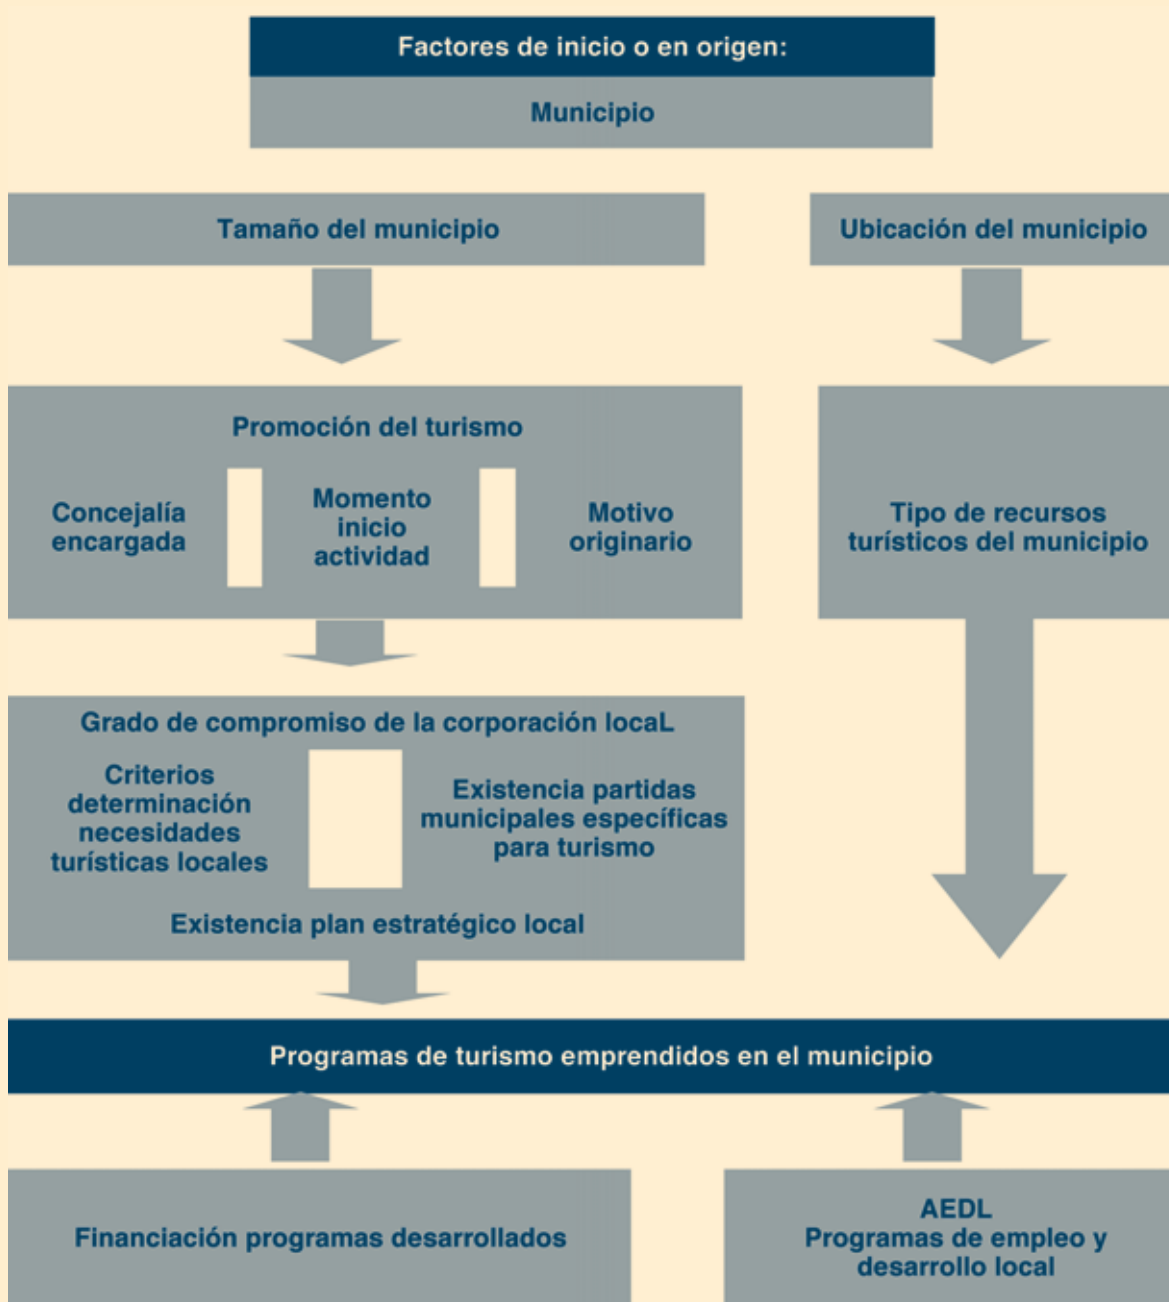 Factores de inicio o en origen:
Municipio
Tamaño del municipio
Ubicación del municipio
Promoción del turismo
Concejalía
encargada
Momento
inicio
actividad
Motivo
originario
Tipo de recursos
turísticos del municipio
Grado de compromiso de la corporación locaL
Criterios
determinación
necesidades
turísticas locales
Existencia partidas
municipales específicas
para turismo
Existencia plan estratégico local
Programas de turismo emprendidos en el municipio
Financiación programas desarrollados
AEDL
Programas de empleo y
desarrollo local